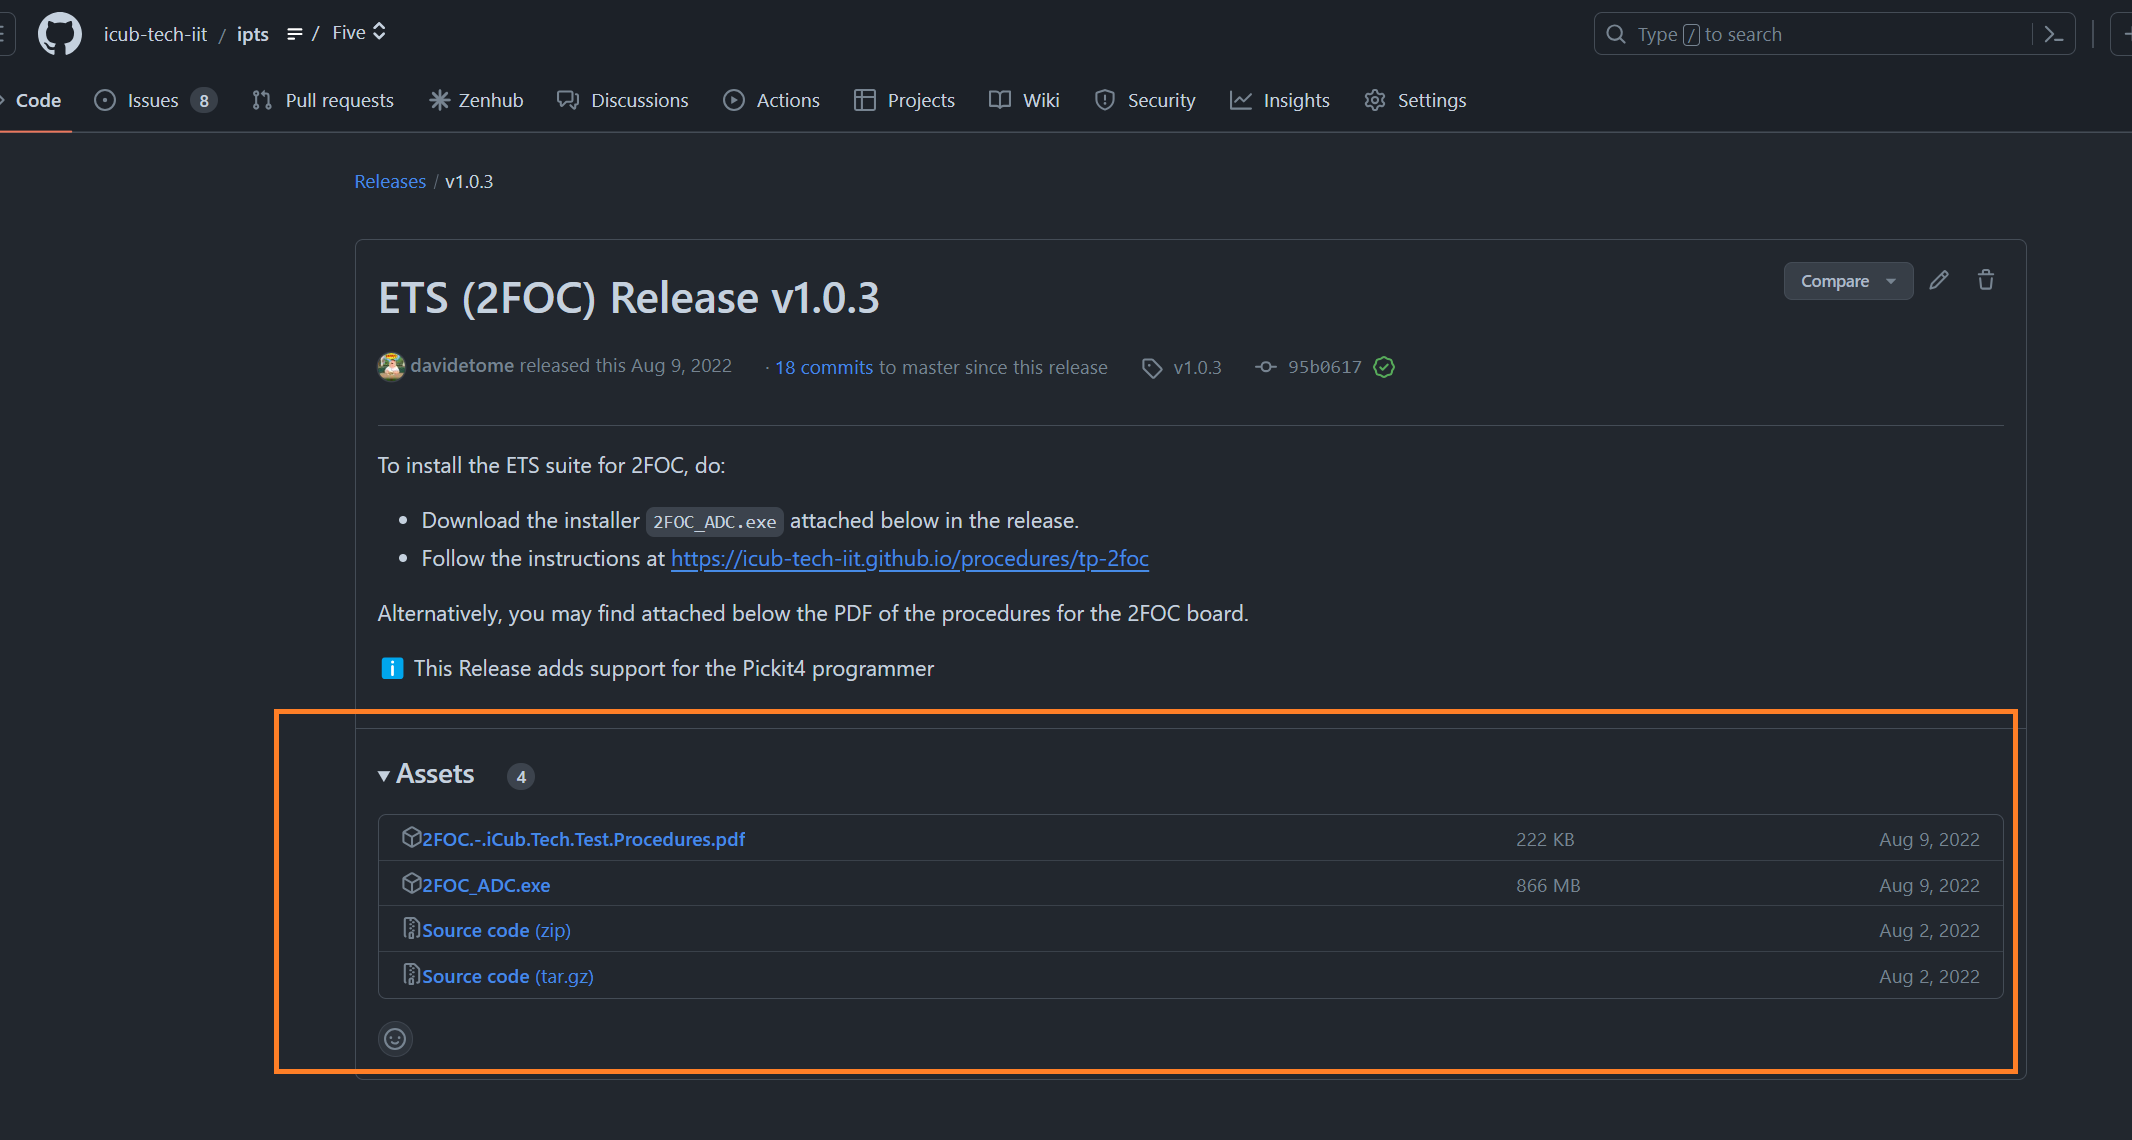 icub-tech-iit / ipts / Five
Type / to search
Code Issues 8 Pull requests Zenhub Discussions Actions Projects Wiki Security Insights Settings
Releases / v1.0.3
ETS (2FOC) Release v1.0.3
Compare
davidetome released this Aug 9, 2022 · 18 commits to master since this release v1.0.3 95b0617
To install the ETS suite for 2FOC, do:
• Download the installer 2FOC_ADC.exe attached below in the release.
• Follow the instructions at https://icub-tech-iit.github.io/procedures/tp-2foc
Alternatively, you may find attached below the PDF of the procedures for the 2FOC board.
ℹ️ This Release adds support for the Pickit4 programmer
Assets 4
2FOC.-.iCub.Tech.Test.Procedures.pdf 222 KB Aug 9, 2022
2FOC_ADC.exe 866 MB Aug 9, 2022
Source code (zip) Aug 2, 2022
Source code (tar.gz) Aug 2, 2022